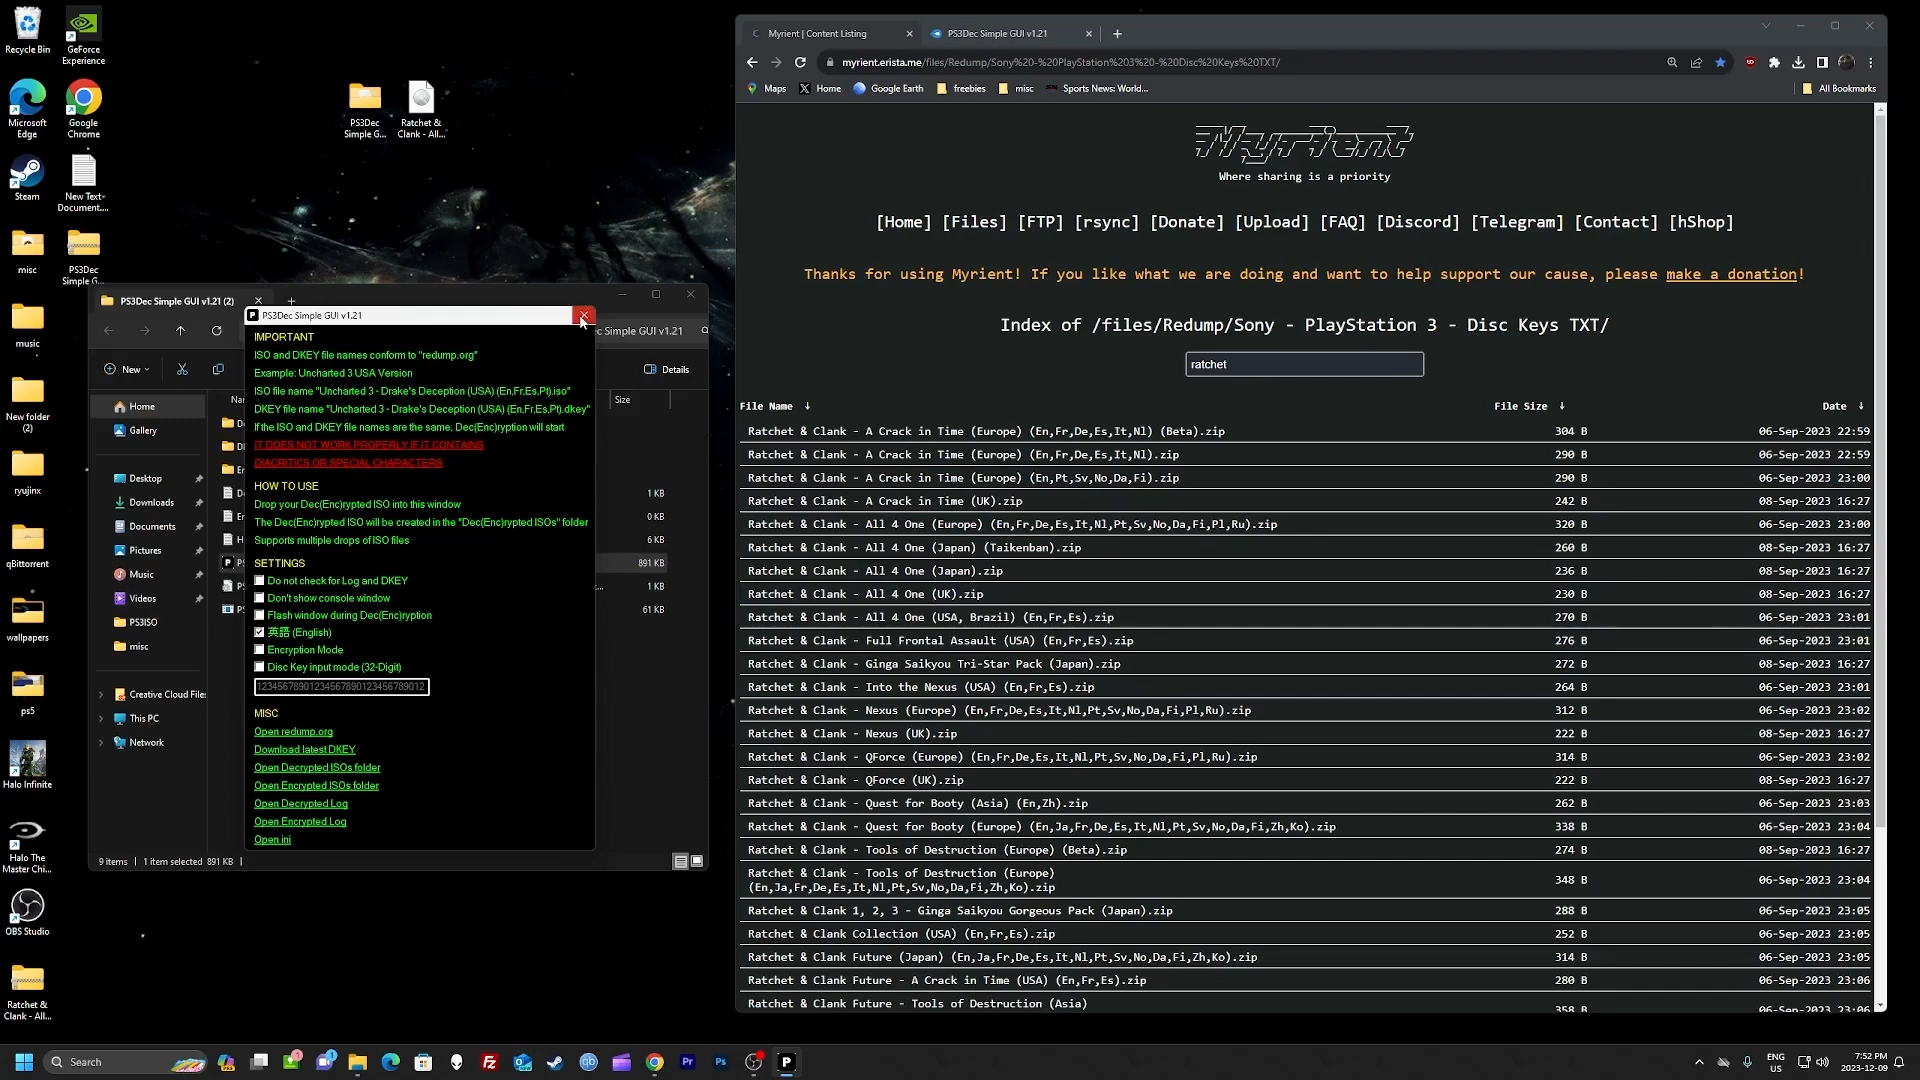 Recycle Bin
GeForce
Experience
Microsoft
Edge
Google
Chrome
Steam
New Text
Document....
misc
PS3Dec
Simple G...
music
New folder
(2)
ryujinx
qBittorrent
wallpapers
ps5
Halo Infinite
Halo The
Master Chi...
OBS Studio
Ratchet &
Clank - All...
PS3Dec
Simple G...
Ratchet &
Clank - All...
PS3Dec Simple GUI v1.21 (2)
ec Simple GUI v1.21
New
Details
Size
Home
Gallery
Desktop
Downloads
Documents
Pictures
Music
Videos
PS3ISO
misc
Creative Cloud Files
This PC
Network
1 KB
0 KB
6 KB
891 KB
1 KB
61 KB
9 items
1 item selected 891 KB
PS3Dec Simple GUI v1.21
IMPORTANT
ISO and DKEY file names conform to "redump.org"
Example: Uncharted 3 USA Version
ISO file name "Uncharted 3 - Drake's Deception (USA) (En,Fr,Es,Pt).iso"
DKEY file name "Uncharted 3 - Drake's Deception (USA) (En,Fr,Es,Pt).dkey"
If the ISO and DKEY file names are the same, Dec(Enc)ryption will start
IT DOES NOT WORK PROPERLY IF IT CONTAINS
DIACRITICS OR SPECIAL CHARACTERS
HOW TO USE
Drop your Dec(Enc)rypted ISO into this window
The Dec(Enc)rypted ISO will be created in the "Dec(Enc)rypted ISOs" folder
Supports multiple drops of ISO files
SETTINGS
Do not check for Log and DKEY
Don't show console window
Flash window during Dec(Enc)ryption
英語 (English)
Encryption Mode
Disc Key input mode (32-Digit)
12345678901234567890123456789012
MISC
Open redump.org
Download latest DKEY
Open Decrypted ISOs folder
Open Encrypted ISOs folder
Open Decrypted Log
Open Encrypted Log
Open ini
Myrient | Content Listing
PS3Dec Simple GUI v1.21
myrient.erista.me/files/Redump/Sony%20-%20PlayStation%203%20-%20Disc%20Keys%20TXT/
Maps
Home
Google Earth
freebies
misc
Sports News: World...
All Bookmarks
Myrient
Where sharing is a priority
[Home] [Files] [FTP] [rsync] [Donate] [Upload] [FAQ] [Discord] [Telegram] [Contact] [hShop]
Thanks for using Myrient! If you like what we are doing and want to help support our cause, please make a donation!
Index of /files/Redump/Sony - PlayStation 3 - Disc Keys TXT/
ratchet
File Name ↓ File Size ↓ Date ↓
Ratchet & Clank - A Crack in Time (Europe) (En,Fr,De,Es,It,Nl) (Beta).zip 304 B 06-Sep-2023 22:59
Ratchet & Clank - A Crack in Time (Europe) (En,Fr,De,Es,It,Nl).zip 290 B 06-Sep-2023 22:59
Ratchet & Clank - A Crack in Time (Europe) (En,Pt,Sv,No,Da,Fi).zip 290 B 06-Sep-2023 23:00
Ratchet & Clank - A Crack in Time (UK).zip 242 B 08-Sep-2023 16:27
Ratchet & Clank - All 4 One (Europe) (En,Fr,De,Es,It,Nl,Pt,Sv,No,Da,Fi,Pl,Ru).zip 320 B 06-Sep-2023 23:00
Ratchet & Clank - All 4 One (Japan) (Taikenban).zip 260 B 08-Sep-2023 16:27
Ratchet & Clank - All 4 One (Japan).zip 236 B 08-Sep-2023 16:27
Ratchet & Clank - All 4 One (UK).zip 230 B 08-Sep-2023 16:27
Ratchet & Clank - All 4 One (USA, Brazil) (En,Fr,Es).zip 270 B 06-Sep-2023 23:01
Ratchet & Clank - Full Frontal Assault (USA) (En,Fr,Es).zip 276 B 06-Sep-2023 23:01
Ratchet & Clank - Ginga Saikyou Tri-Star Pack (Japan).zip 272 B 08-Sep-2023 16:27
Ratchet & Clank - Into the Nexus (USA) (En,Fr,Es).zip 264 B 06-Sep-2023 23:01
Ratchet & Clank - Nexus (Europe) (En,Fr,De,Es,It,Nl,Pt,Sv,No,Da,Fi,Pl,Ru).zip 312 B 06-Sep-2023 23:02
Ratchet & Clank - Nexus (UK).zip 222 B 08-Sep-2023 16:27
Ratchet & Clank - QForce (Europe) (En,Fr,De,Es,It,Nl,Pt,Sv,No,Da,Fi,Pl,Ru).zip 314 B 06-Sep-2023 23:02
Ratchet & Clank - QForce (UK).zip 222 B 08-Sep-2023 16:27
Ratchet & Clank - Quest for Booty (Asia) (En,Zh).zip 262 B 06-Sep-2023 23:03
Ratchet & Clank - Quest for Booty (Europe) (En,Ja,Fr,De,Es,It,Nl,Pt,Sv,No,Da,Fi,Zh,Ko).zip 338 B 06-Sep-2023 23:04
Ratchet & Clank - Tools of Destruction (Europe) (Beta).zip 274 B 08-Sep-2023 16:27
Ratchet & Clank - Tools of Destruction (Europe)
(En,Ja,Fr,De,Es,It,Nl,Pt,Sv,No,Da,Fi,Zh,Ko).zip 348 B 06-Sep-2023 23:04
Ratchet & Clank 1, 2, 3 - Ginga Saikyou Gorgeous Pack (Japan).zip 288 B 06-Sep-2023 23:05
Ratchet & Clank Collection (USA) (En,Fr,Es).zip 252 B 06-Sep-2023 23:05
Ratchet & Clank Future (Japan) (En,Ja,Fr,De,Es,It,Nl,Pt,Sv,No,Da,Fi,Zh,Ko).zip 314 B 06-Sep-2023 23:05
Ratchet & Clank Future - A Crack in Time (USA) (En,Fr,Es).zip 280 B 06-Sep-2023 23:06
Ratchet & Clank Future - Tools of Destruction (Asia)
358 B 06-Sep-2023 23:06
Search
ENG
US
7:52 PM
2023-12-09